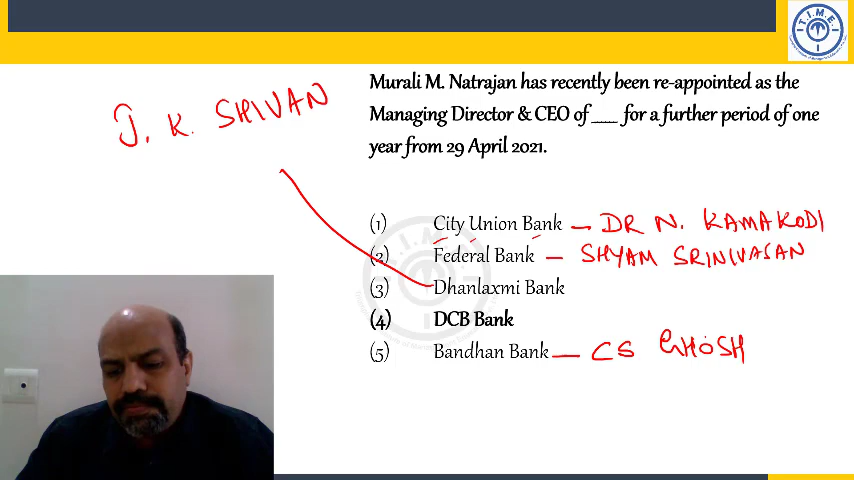 T.I.M.E.
Murali M. Natrajan has recently been re-appointed as the
Managing Director & CEO of ____ for a further period of one
year from 29 April 2021.
J. K. SHIVAN
(1) City Union Bank — DR N. KAMAKODI
(2) Federal Bank — SHYAM SRINIVASAN
(3) Dhanlaxmi Bank
(4) DCB Bank
(5) Bandhan Bank — CS GHOSH